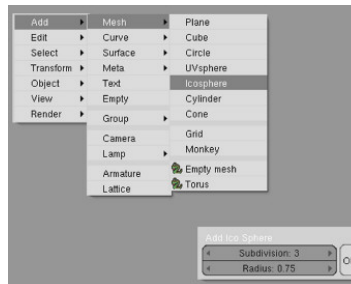 Add
Edit
Select
Transform
Object
View
Render
Mesh
Curve
Surface
Meta
Text
Empty
Group
Camera
Lamp
Armature
Lattice
Plane
Cube
Circle
UVsphere
Icosphere
Cylinder
Cone
Grid
Monkey
Empty mesh
Torus
Add Ico Sphere
Subdivision: 3
Radius: 0.75